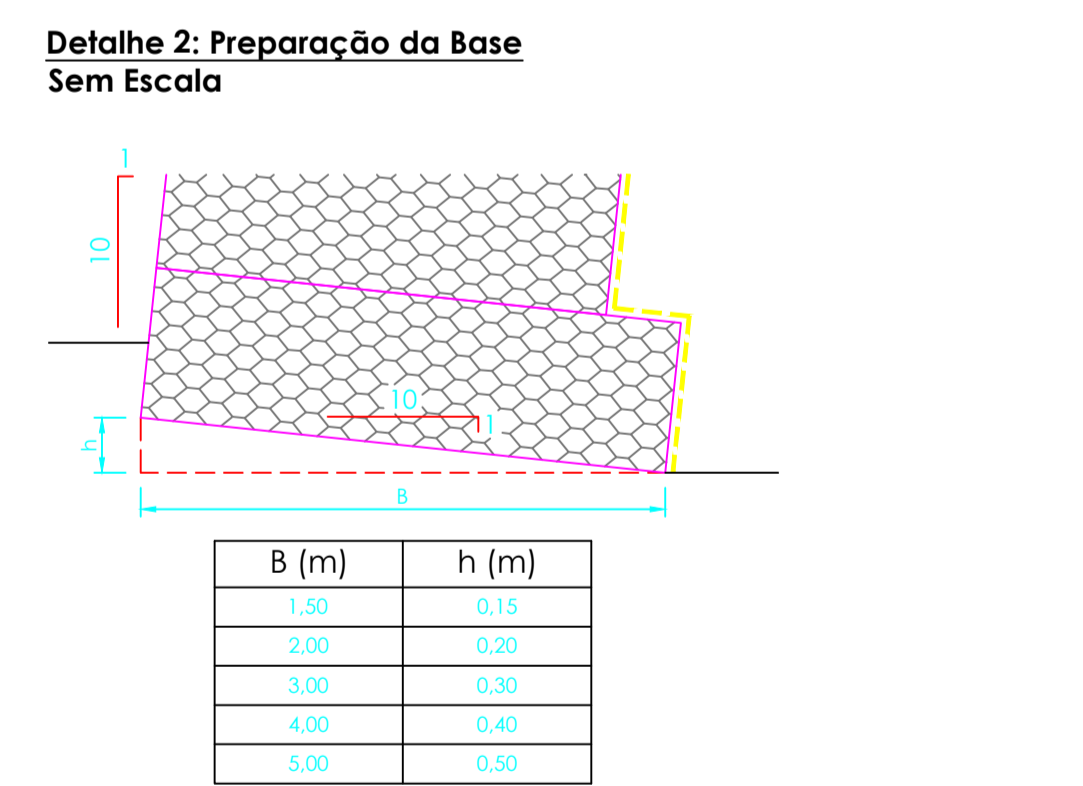 Detalhe 2: Preparação da Base
Sem Escala
1
10
10
1
h
B
B (m) h (m)
1,50 0,15
2,00 0,20
3,00 0,30
4,00 0,40
5,00 0,50